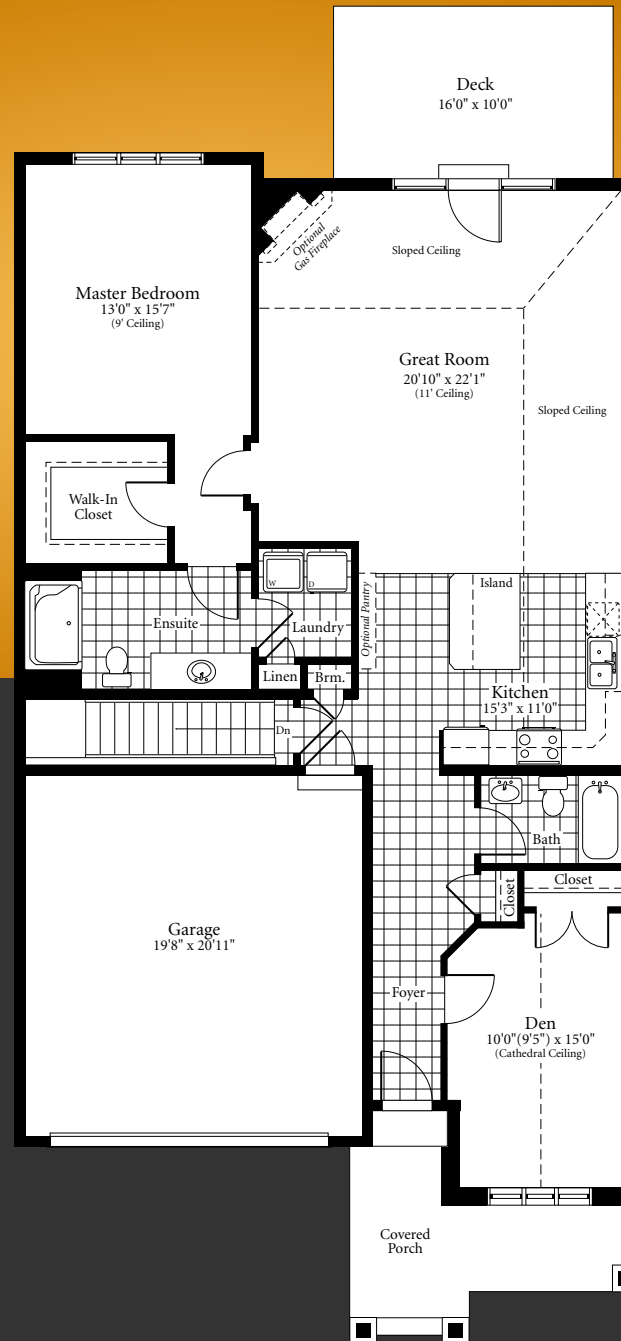 Deck
16'0" x 10'0"
Optional
Gas Fireplace
Sloped Ceiling
Master Bedroom
13'0" x 15'7"
(9' Ceiling)
Great Room
20'10" x 22'1"
(11' Ceiling)
Sloped Ceiling
Walk-In
Closet
W
D
Island
Optional Pantry
Ensuite
Laundry
Linen
Brm.
Kitchen
15'3" x 11'0"
Dn
Bath
Closet
Closet
Garage
19'8" x 20'11"
Foyer
Den
10'0"(9'5") x 15'0"
(Cathedral Ceiling)
Covered
Porch